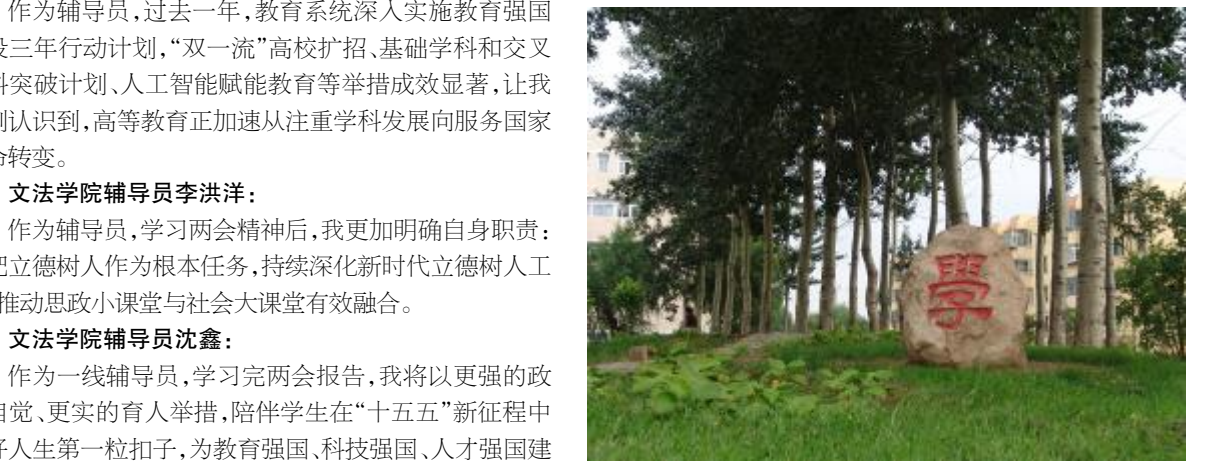 作为辅导员,过去一年,教育系统深入实施教育强国
三年行动计划,“双一流”高校扩招、基础学科和交叉
突破计划、人工智能赋能教育等举措成效显著,让我
认识到,高等教育正加速从注重学科发展向服务国家
转变。
文法学院辅导员李洪洋:
作为辅导员,学习两会精神后,我更加明确自身职责:
把立德树人作为根本任务,持续深化新时代立德树人工
推动思政小课堂与社会大课堂有效融合。
文法学院辅导员沈鑫:
作为一线辅导员,学习完两会报告,我将以更强的政
自觉、更实的育人举措,陪伴学生在“十五五”新征程中
好人生第一粒扣子,为教育强国、科技强国、人才强国建
學